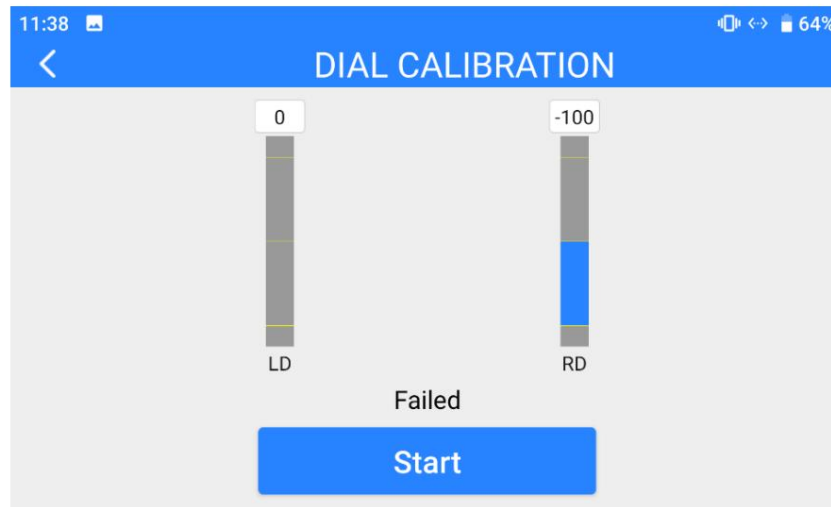 11:38 64%
DIAL CALIBRATION
0 -100
LD RD
Failed
Start